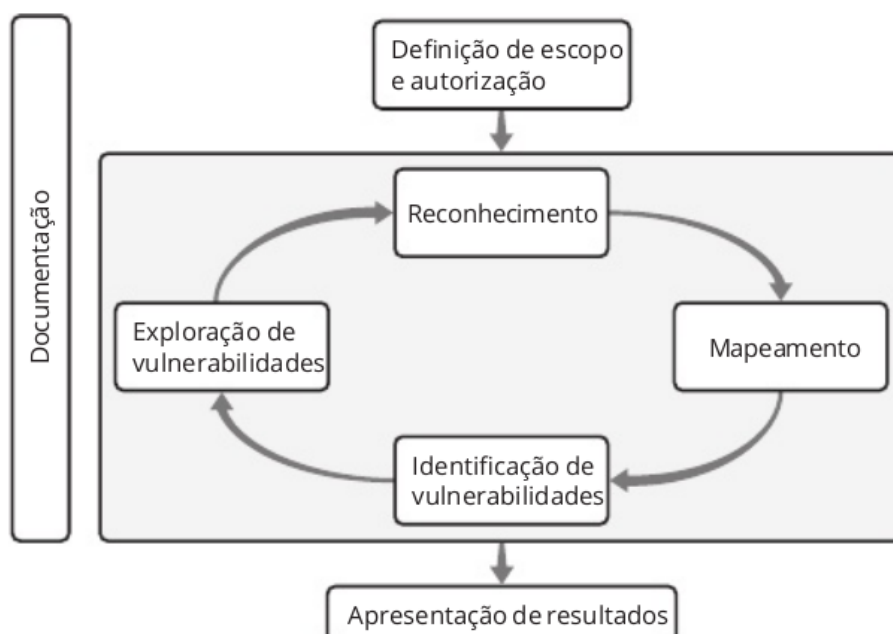 Documentação
Definição de escopo
e autorização
Reconhecimento
Mapeamento
Identificação de
vulnerabilidades
Exploração de
vulnerabilidades
Apresentação de resultados